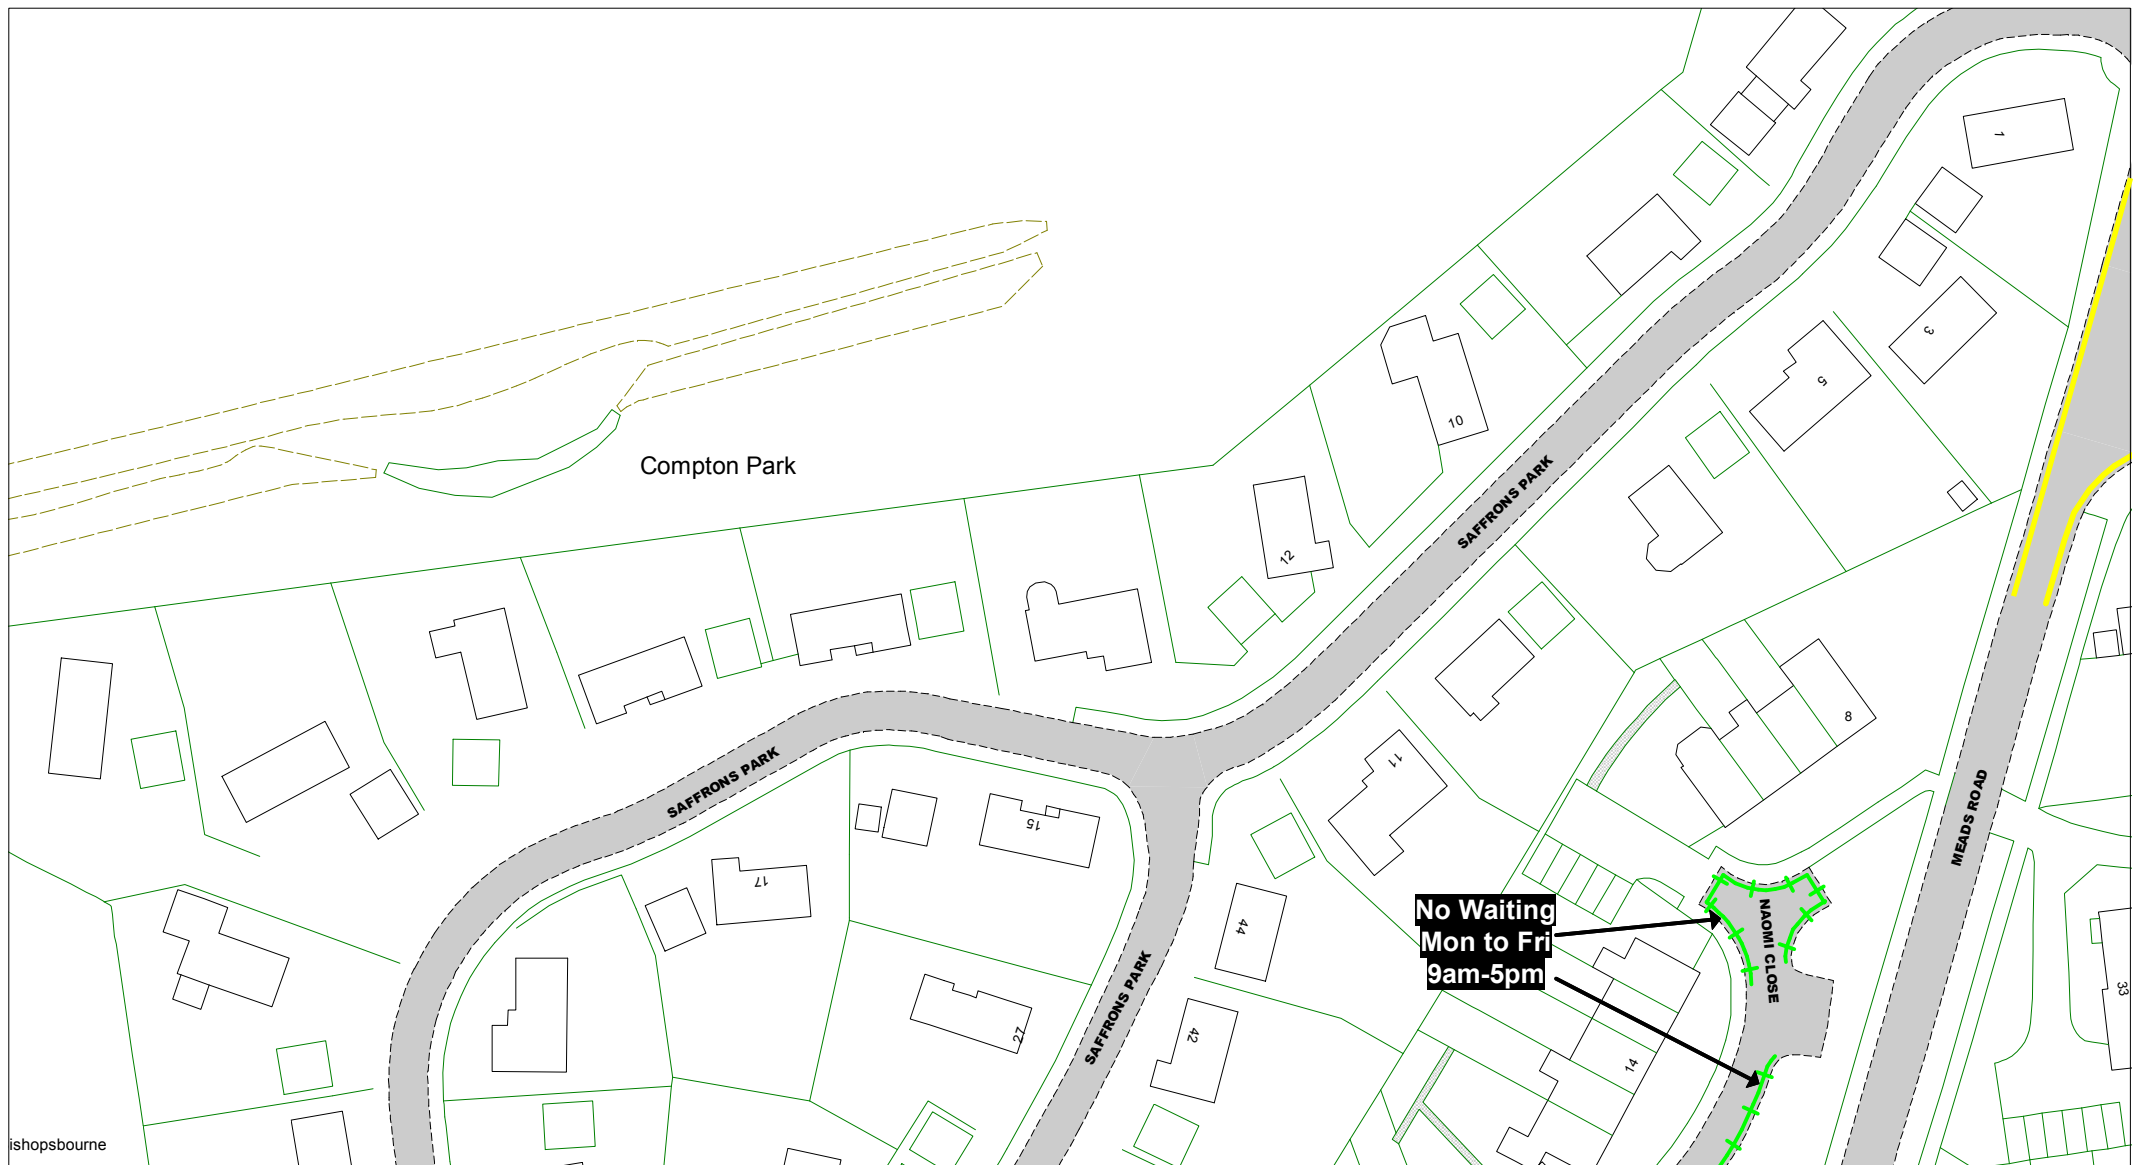 1
3
5
Compton Park
10
12
SAFFRONS PARK
8
SAFFRONS PARK
11
15
17
MEADS ROAD
No Waiting
Mon to Fri
9am-5pm
NAOMI CLOSE
44
SAFFRONS PARK
33
27
42
14
ishopsbourne